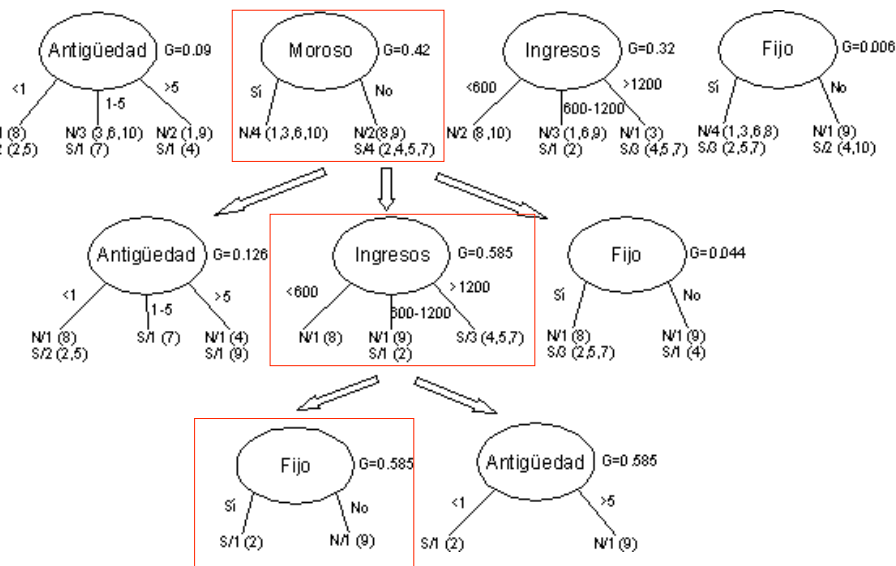 Antigüedad G=0.09
<1
1-5
>5
1 (8)
2 (2,5)
N/3 (3,6,10)
S/1 (7)
N/2 (1,9)
S/1 (4)
Moroso G=0.42
Sí
No
N/4 (1,3,6,10)
N/2(8,9)
S/4 (2,4,5,7)
Ingresos G=0.32
<600
600-1200
>1200
N/2 (8,10)
N/3 (1,6,9)
S/1 (2)
N/1 (3)
S/3 (4,5,7)
Fijo G=0.006
Sí
No
N/4 (1,3,6,8)
S/3 (2,5,7)
N/1 (9)
S/2 (4,10)
Antigüedad G=0.126
<1
1-5
>5
N/1 (8)
S/2 (2,5)
S/1 (7)
N/1 (4)
S/1 (9)
Ingresos G=0.585
<600
600-1200
>1200
N/1 (8)
N/1 (9)
S/1 (2)
S/3 (4,5,7)
Fijo G=0.044
Sí
No
N/1 (8)
S/3 (2,5,7)
N/1 (9)
S/1 (4)
Fijo G=0.585
Sí
No
S/1 (2)
N/1 (9)
Antigüedad G=0.585
<1
>5
S/1 (2)
N/1 (9)